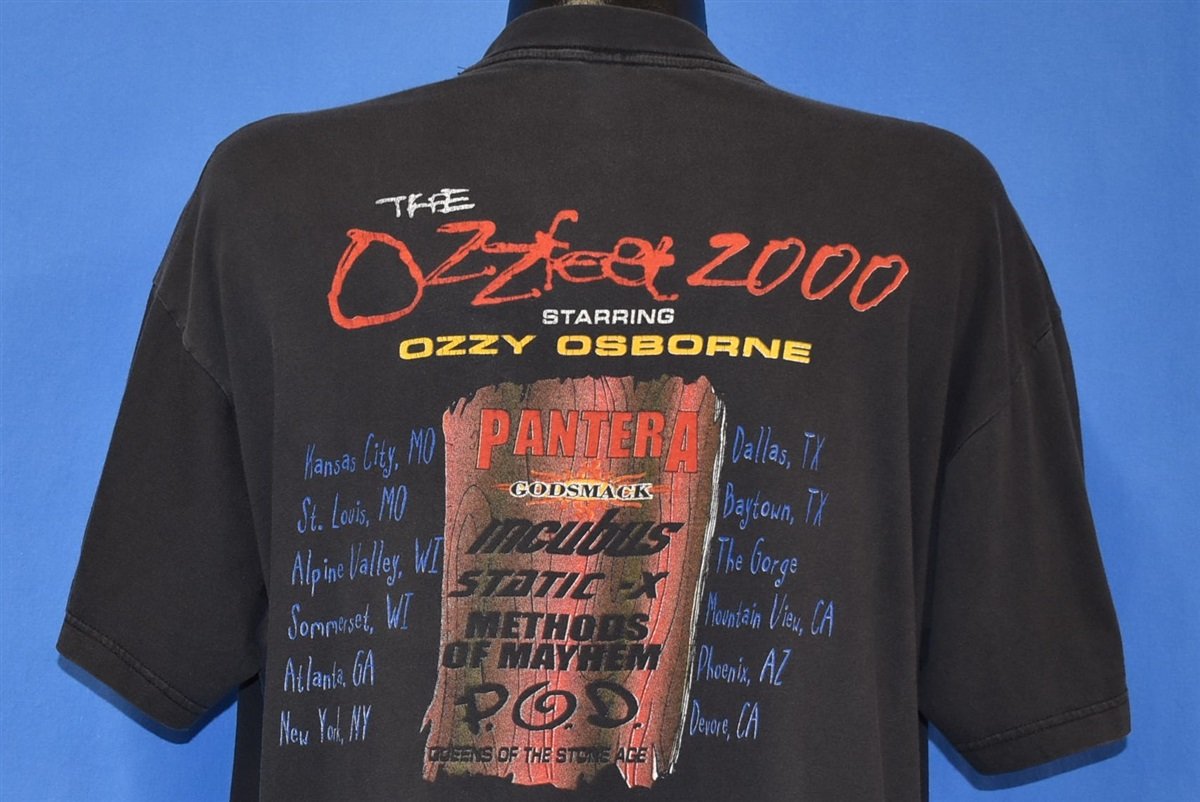 THE
OZZfest 2000
STARRING
OZZY OSBORNE
Kansas City, MO
St. Louis, MO
Alpine Valley, WI
Sommerset, WI
Atlanta, GA
New York, NY
PANTERA
GODSMACK
incubus
STATIC-X
METHODS
OF MAYHEM
P.O.D.
QUEENS OF THE STONE AGE
Dallas, TX
Baytown, TX
The Gorge
Mountain View, CA
Phoenix, AZ
Devore, CA